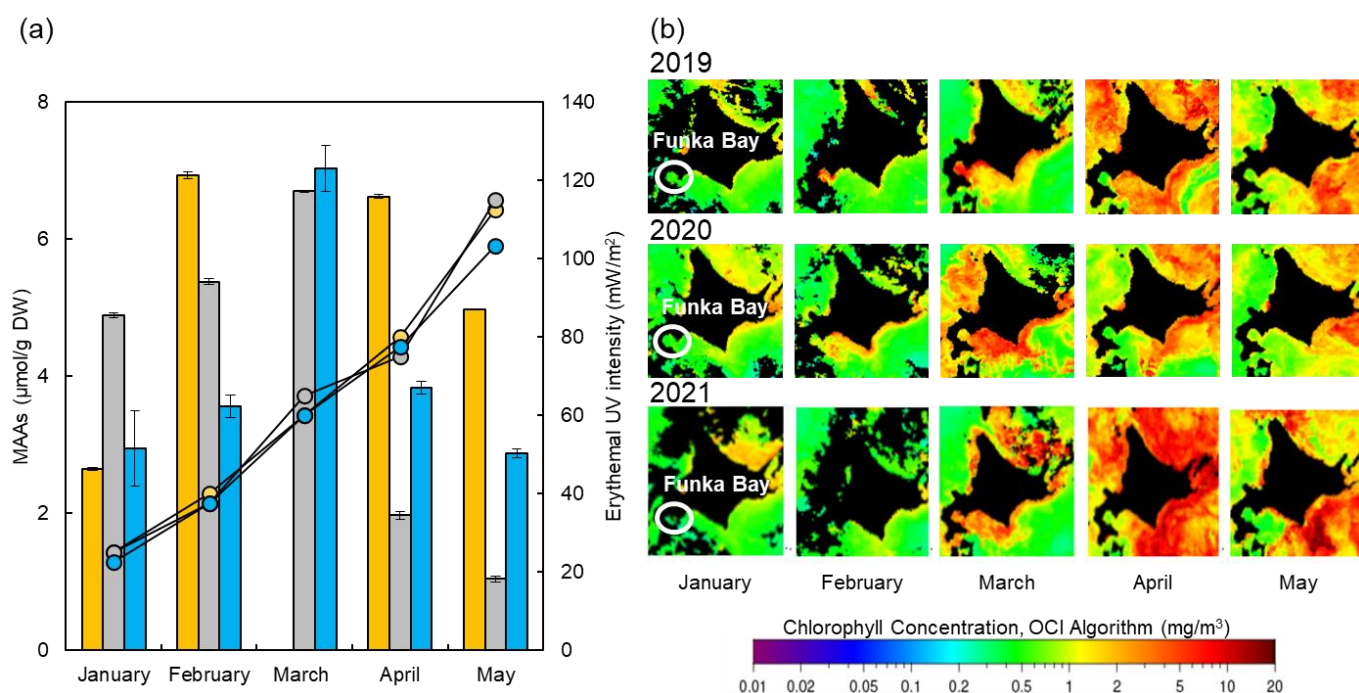 (a)
8
6
4
2
0
MAAs (µmol/g DW)
140
120
100
80
60
40
20
0
Erythemal UV intensity (mW/m²)
January February March April May
(b)
2019
Funka Bay
2020
Funka Bay
2021
Funka Bay
January February March April May
Chlorophyll Concentration, OCI Algorithm (mg/m³)
0.01 0.02 0.05 0.1 0.2 0.5 1 2 5 10 20